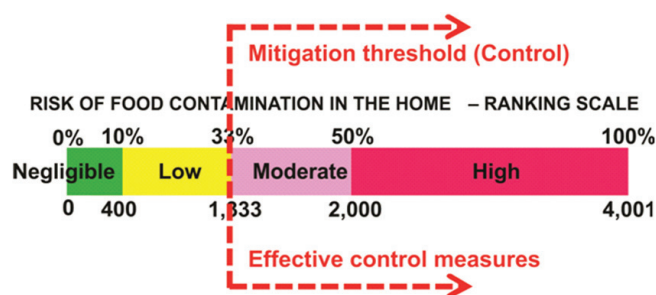 Mitigation threshold (Control)
RISK OF FOOD CONTAMINATION IN THE HOME – RANKING SCALE
0% 10% 33% 50% 100%
Negligible Low Moderate High
0 400 1,333 2,000 4,001
Effective control measures